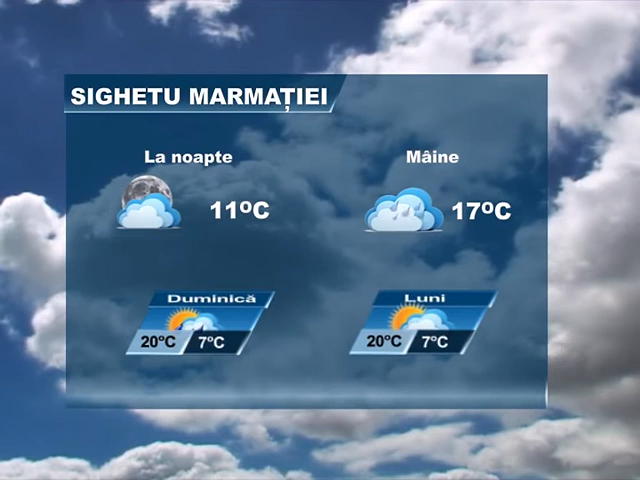 SIGHETU MARMAȚIEI
La noapte
Mâine
11ºC
17ºC
Duminică
Luni
20ºC 7ºC
20ºC 7ºC